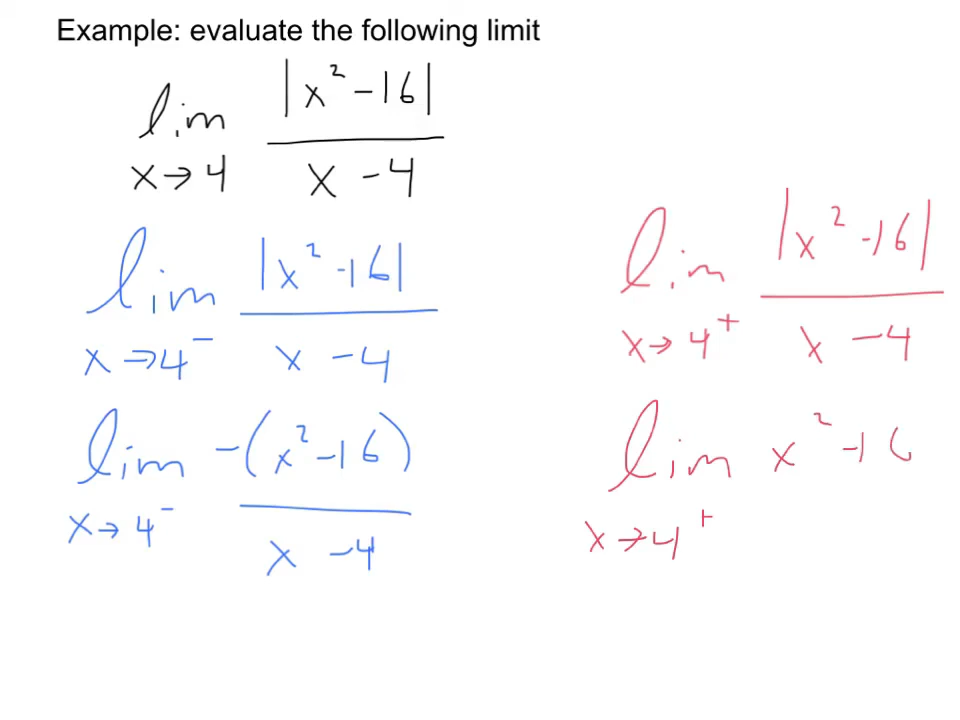 Example: evaluate the following limit
lim x→4 |x² - 16| / x - 4
lim x→4⁻ |x² - 16| / x - 4
lim x→4⁻ -(x² - 16) / x - 4
lim x→4⁺ |x² - 16| / x - 4
lim x→4⁺ x² - 16